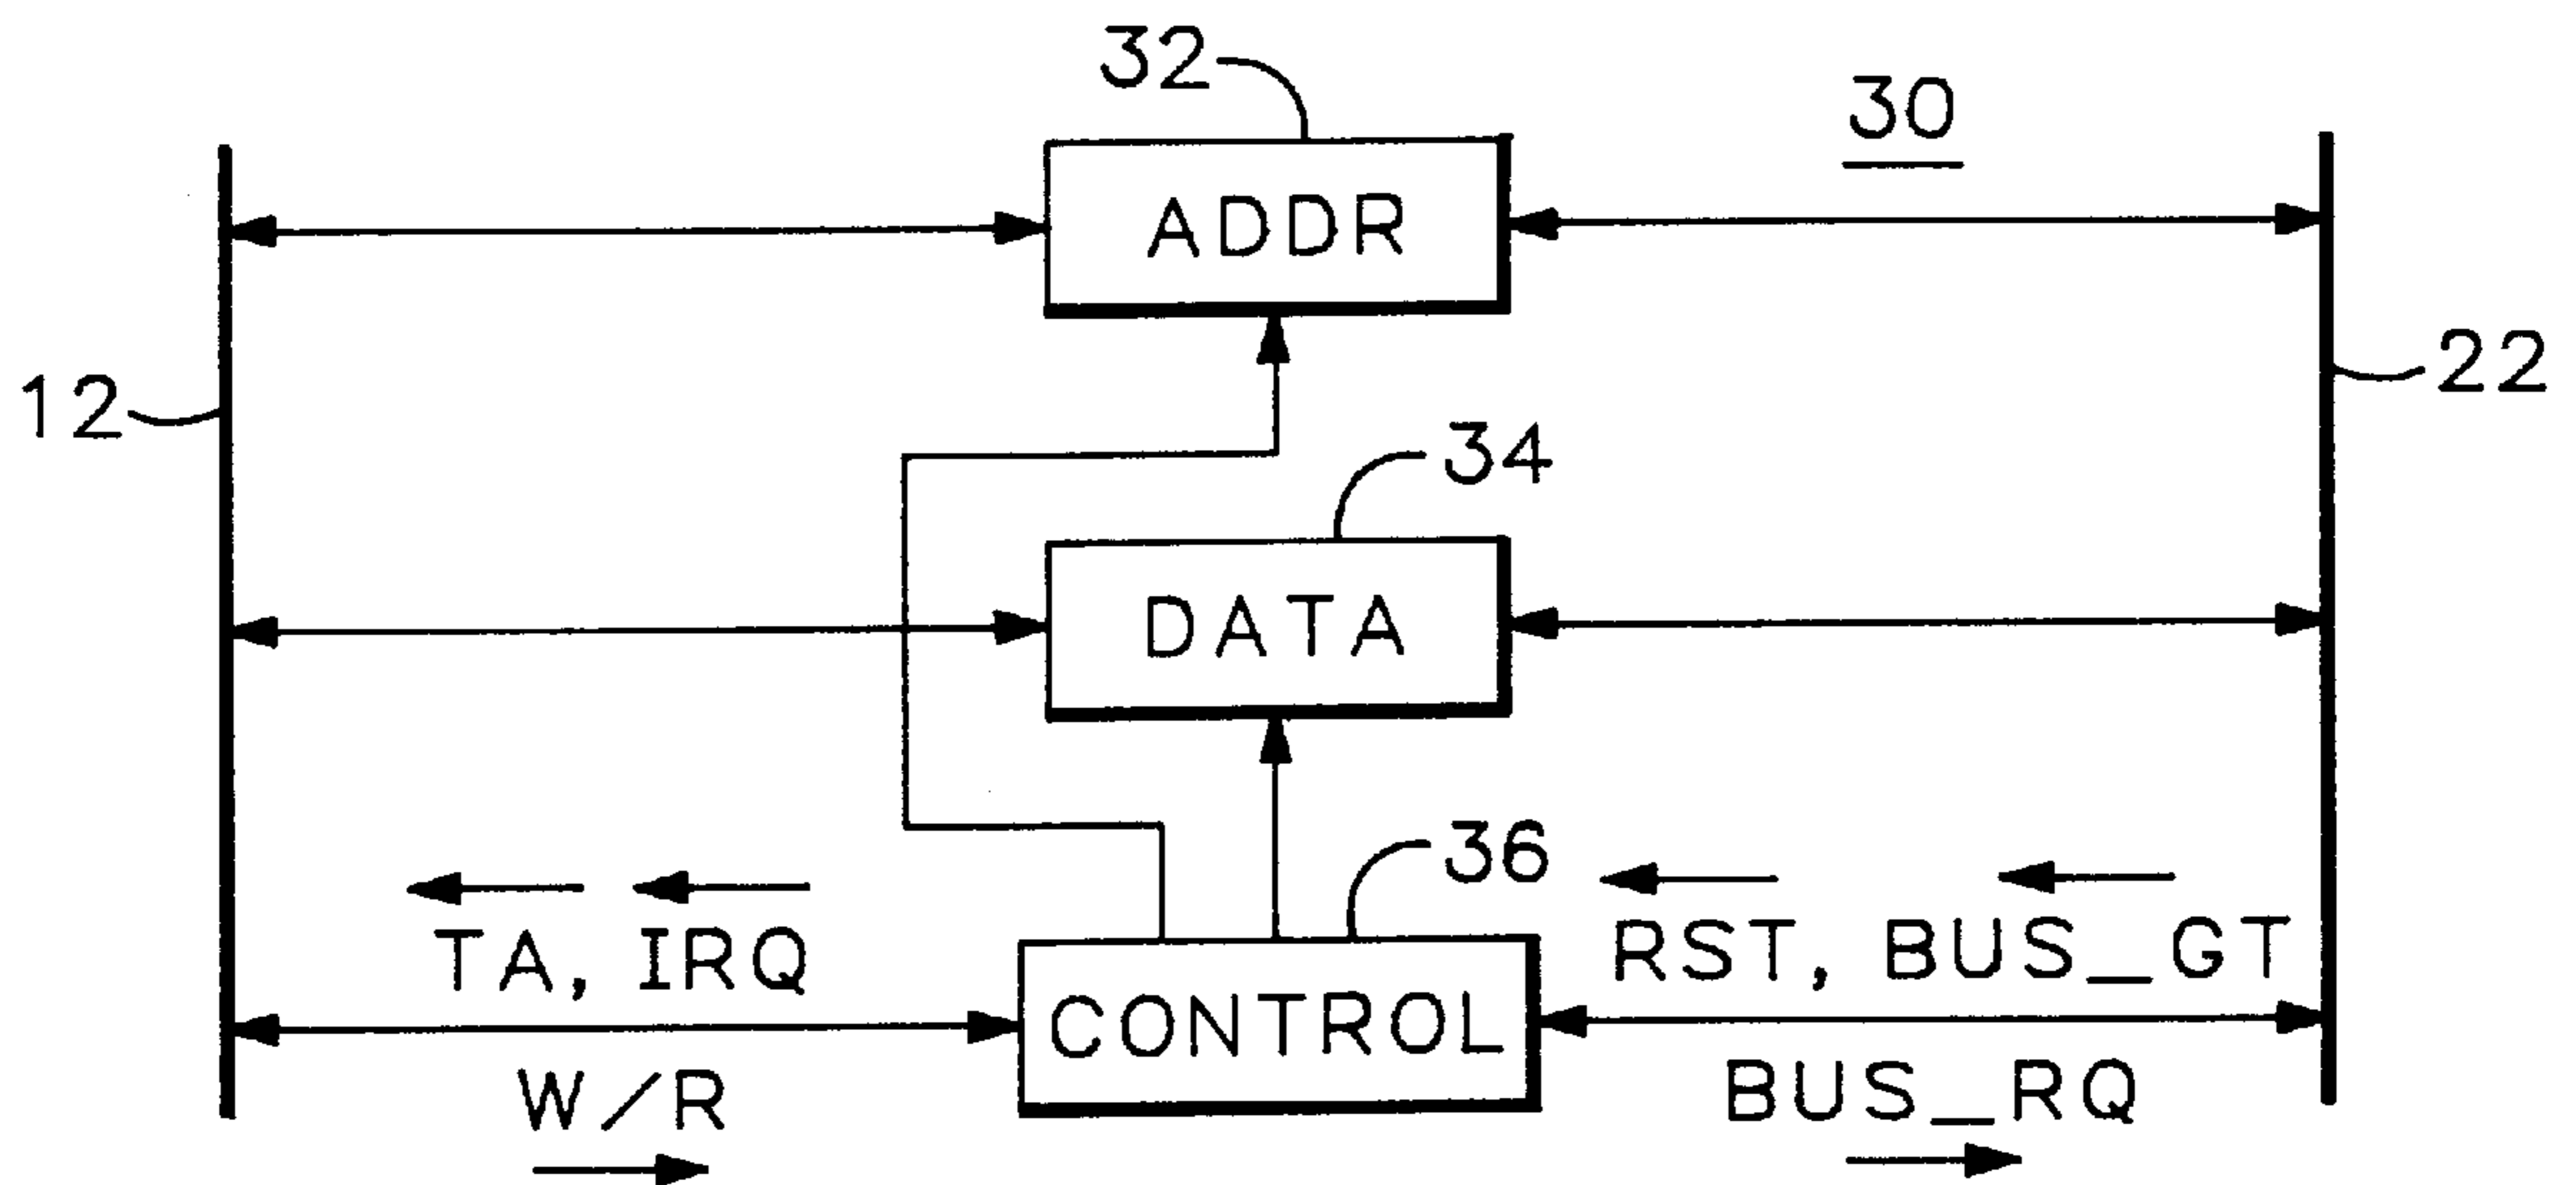 32
30
ADDR
12
22
34
DATA
36
TA, IRQ
RST, BUS_GT
CONTROL
W/R
BUS_RQ